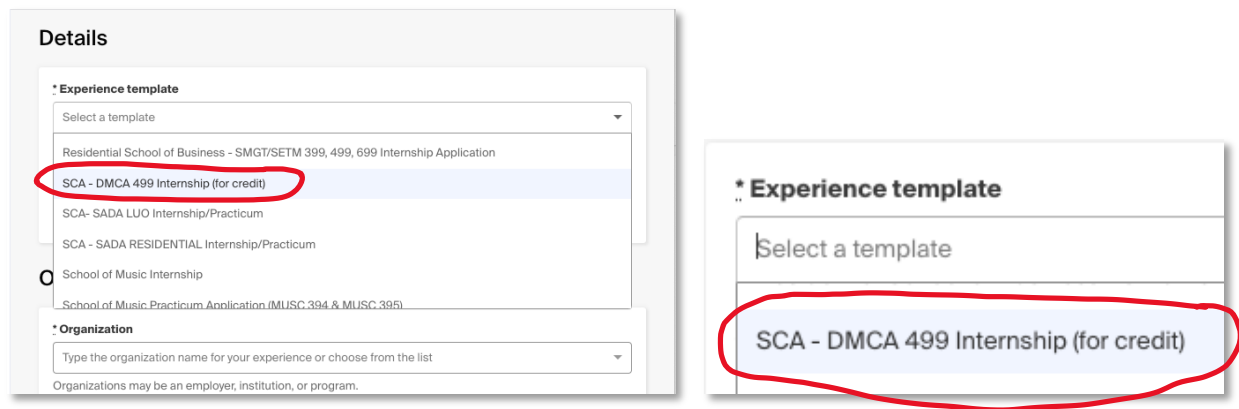 Details
* Experience template
Select a template
Residential School of Business - SMGT/SETM 399, 499, 699 Internship Application
SCA - DMCA 499 Internship (for credit)
SCA- SADA LUO Internship/Practicum
SCA - SADA RESIDENTIAL Internship/Practicum
School of Music Internship
School of Music Practicum Application (MUSC 394 & MUSC 395)
O
* Organization
Type the organization name for your experience or choose from the list
Organizations may be an employer, institution, or program.
* Experience template
Select a template
SCA - DMCA 499 Internship (for credit)